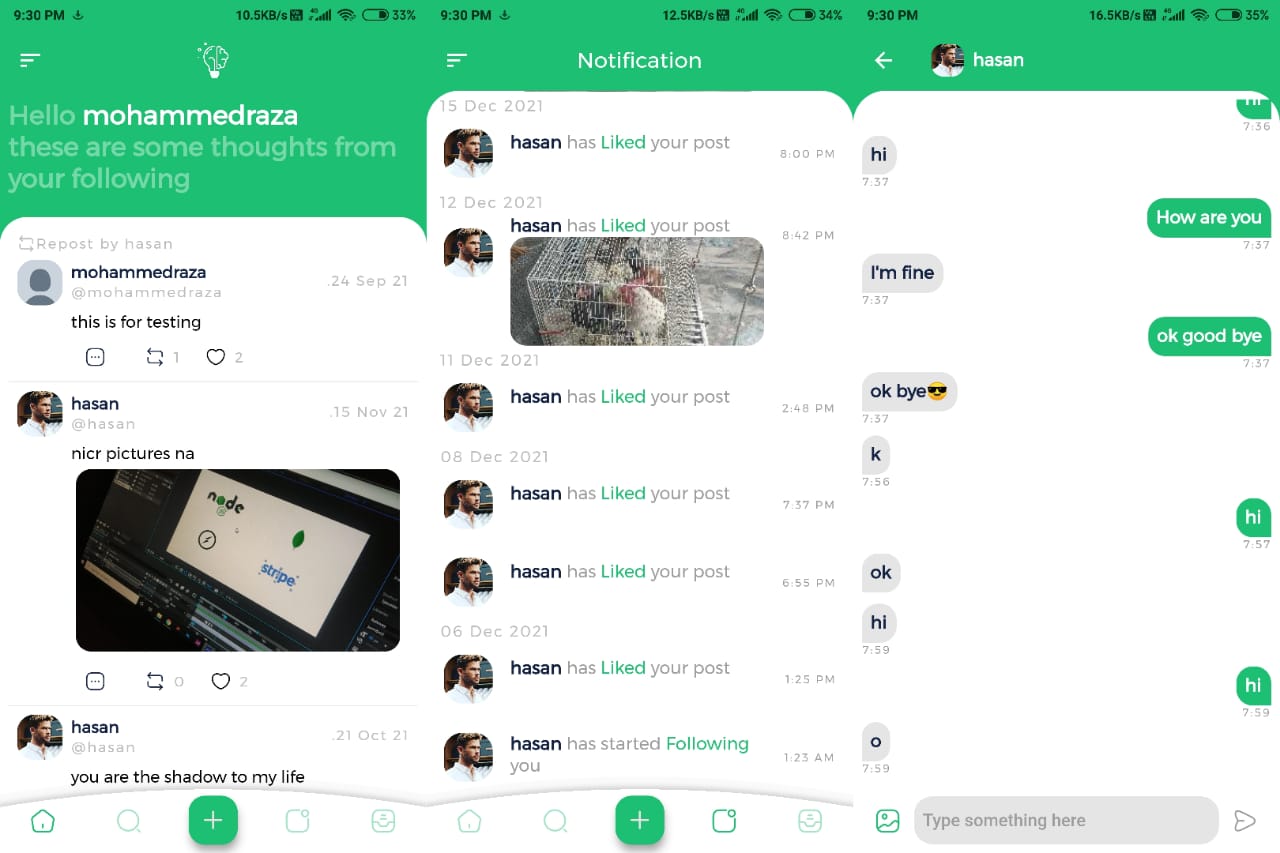 9:30 PM
10.5KB/s
4G
33%
Hello mohammedraza
these are some thoughts from
your following
Repost by hasan
mohammedraza
.24 Sep 21
@mohammedraza
this is for testing
1
2
hasan
.15 Nov 21
@hasan
nicr pictures na
node
JS
stripe
0
2
hasan
.21 Oct 21
@hasan
you are the shadow to my life
9:30 PM
12.5KB/s
4G
34%
Notification
15 Dec 2021
hasan has Liked your post
8:00 PM
12 Dec 2021
hasan has Liked your post
8:42 PM
11 Dec 2021
hasan has Liked your post
2:48 PM
08 Dec 2021
hasan has Liked your post
7:37 PM
hasan has Liked your post
6:55 PM
06 Dec 2021
hasan has Liked your post
1:25 PM
hasan has started Following
you
1:23 AM
9:30 PM
16.5KB/s
4G
35%
hasan
hi
7:36
hi
7:37
How are you
7:37
I'm fine
7:37
ok good bye
7:37
ok bye😎
7:37
k
7:56
hi
7:57
ok
hi
7:59
hi
7:59
o
7:59
Type something here